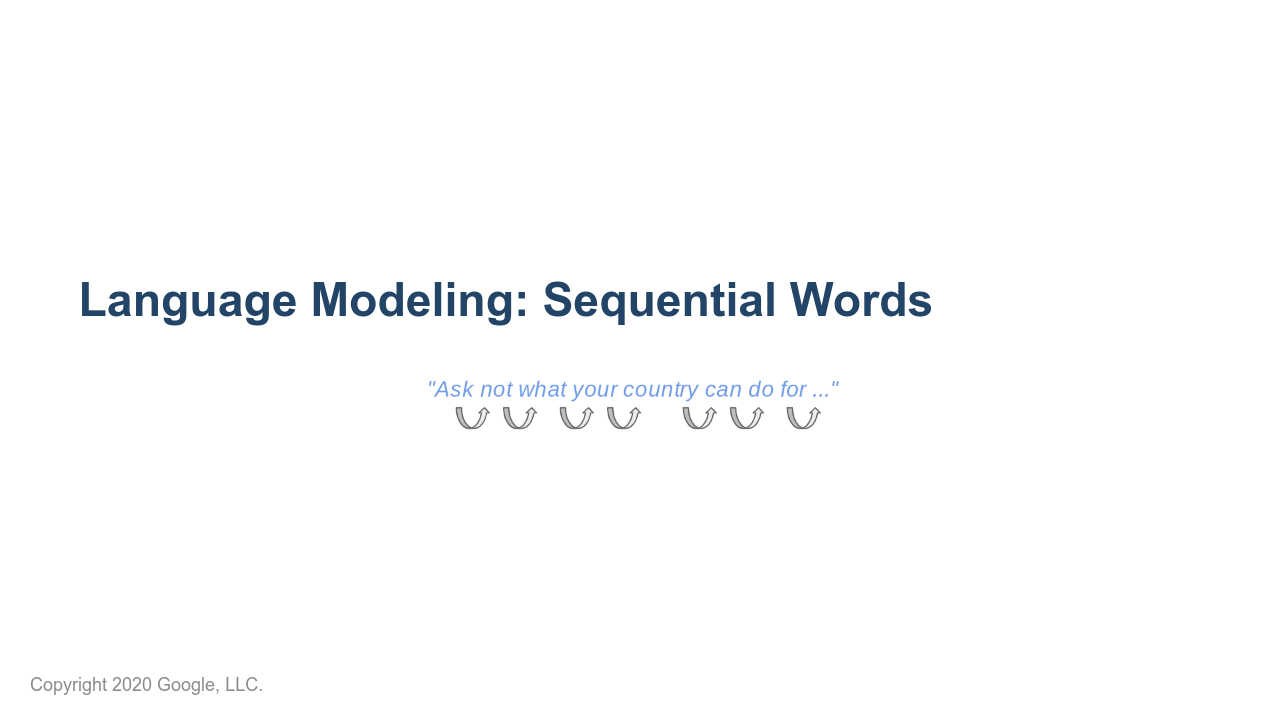 Language Modeling: Sequential Words
"Ask not what your country can do for ..."
Copyright 2020 Google, LLC.